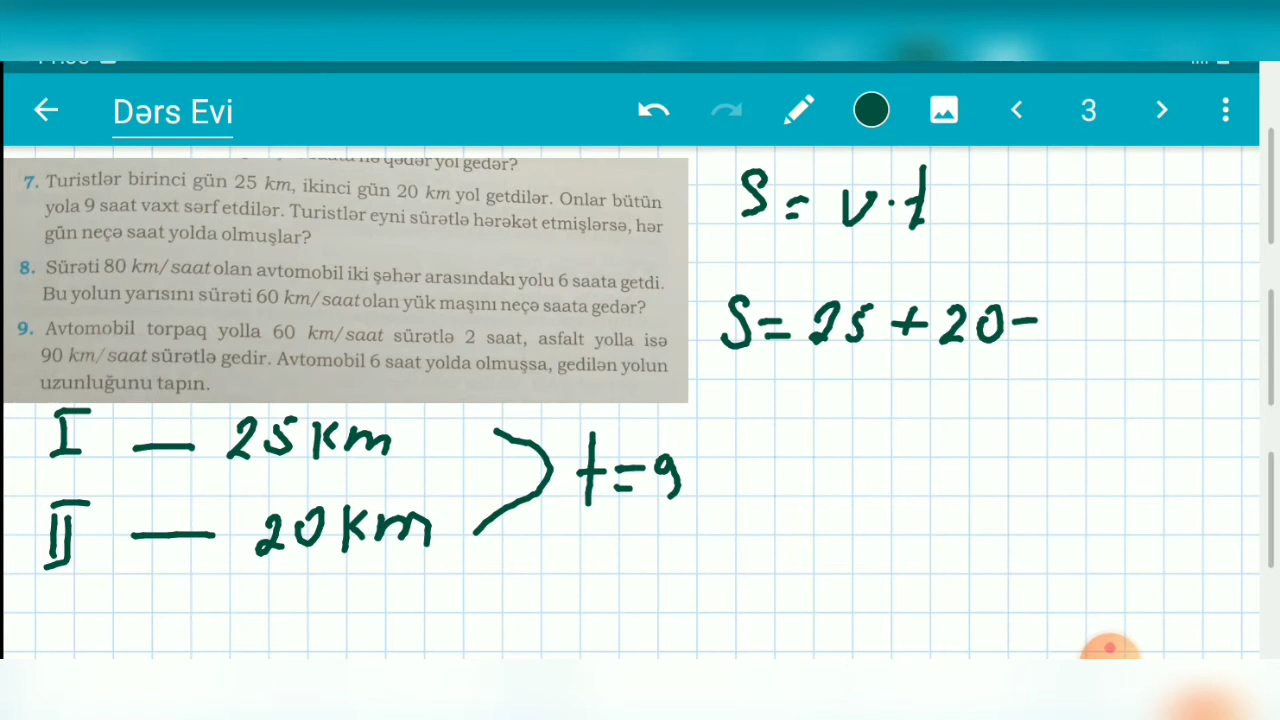 Dərs Evi
3
qədər yol gedər?
7. Turistlər birinci gün 25 km, ikinci gün 20 km yol getdilər. Onlar bütün
yola 9 saat vaxt sərf etdilər. Turistlər eyni sürətlə hərəkət etmişlərsə, hər
gün neçə saat yolda olmuşlar?
8. Sürəti 80 km/saat olan avtomobil iki şəhər arasındakı yolu 6 saata getdi.
Bu yolun yarısını sürəti 60 km/saat olan yük maşını neçə saata gedər?
9. Avtomobil torpaq yolla 60 km/saat sürətlə 2 saat, asfalt yolla isə
90 km/saat sürətlə gedir. Avtomobil 6 saat yolda olmuşsa, gedilən yolun
uzunluğunu tapın.
S = v·t
S = 25 + 20 -
I — 25 km
II — 20 km
t = 9